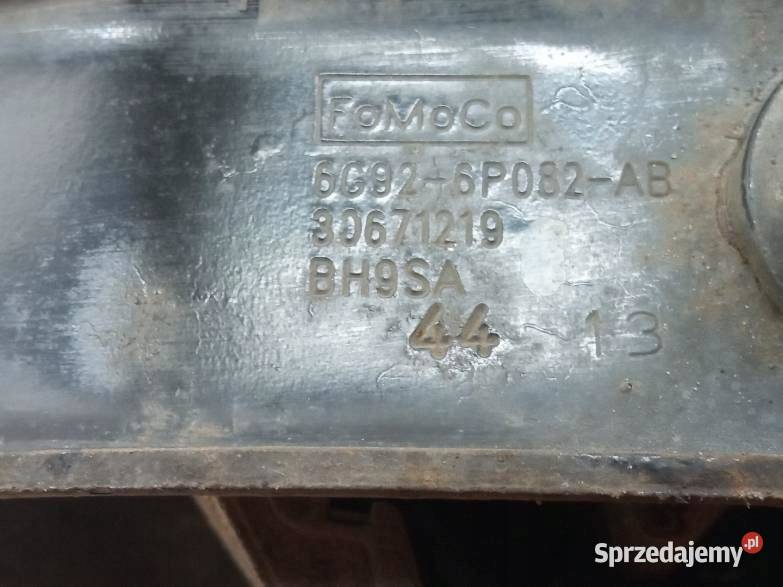 FoMoCo
6G92-6P082-AB
30671219
BH9SA
44 13
Sprzedajemy.pl